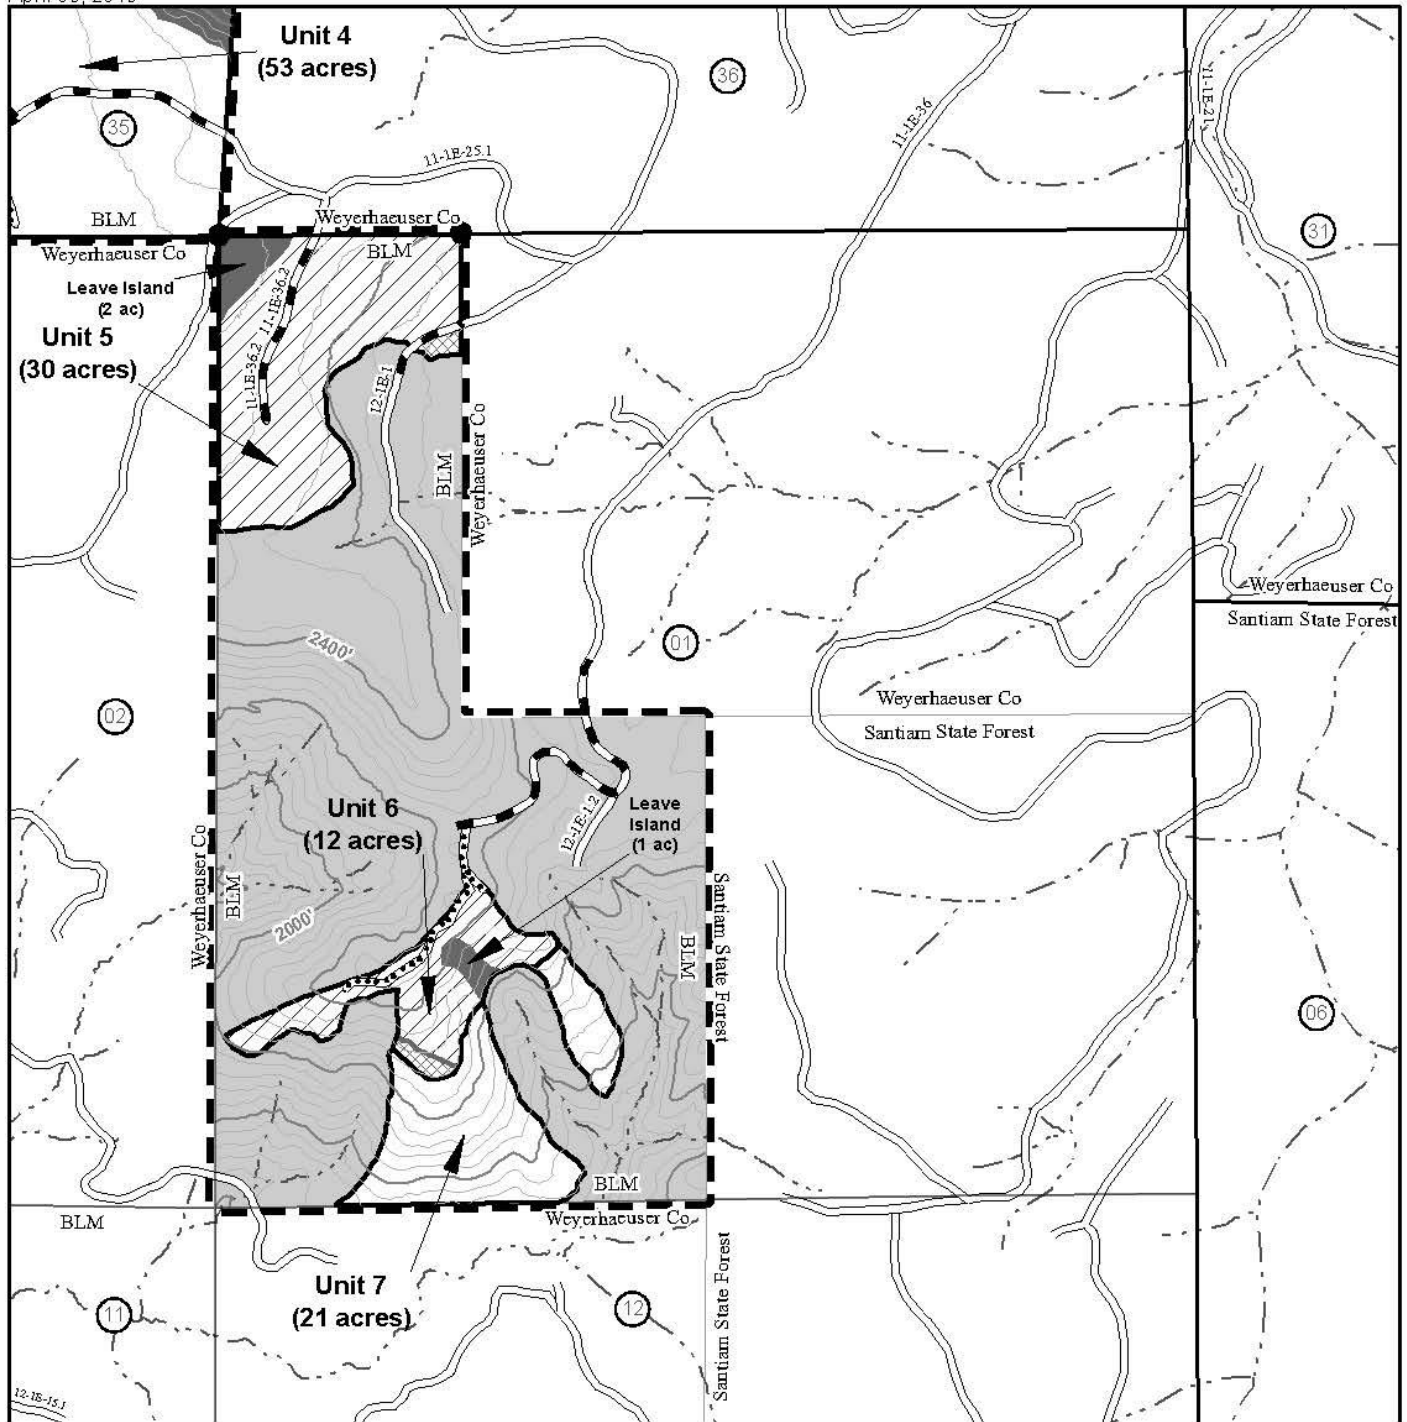 Unit 4
(53 acres)
36
35
11-1E-36
11-1E-21
11-1E-25.1
BLM
Weyerhaeuser Co
31
Weyerhaeuser Co
BLM
Leave Island
(2 ac)
11-1E-36.2
Unit 5
(30 acres)
11-1E-36.2
12-1E-1
BLM
Weyerhaeuser Co
Weyerhaeuser Co
Santiam State Forest
2400'
01
02
Weyerhaeuser Co
Santiam State Forest
Unit 6
(12 acres)
Leave
Island
(1 ac)
12-1E-1.2
Weyerhaeuser Co
BLM
2000'
BLM
Santiam State Forest
06
BLM
BLM
Weyerhaeuser Co
Unit 7
(21 acres)
11
12
Santiam State Forest
12-1E-15.1